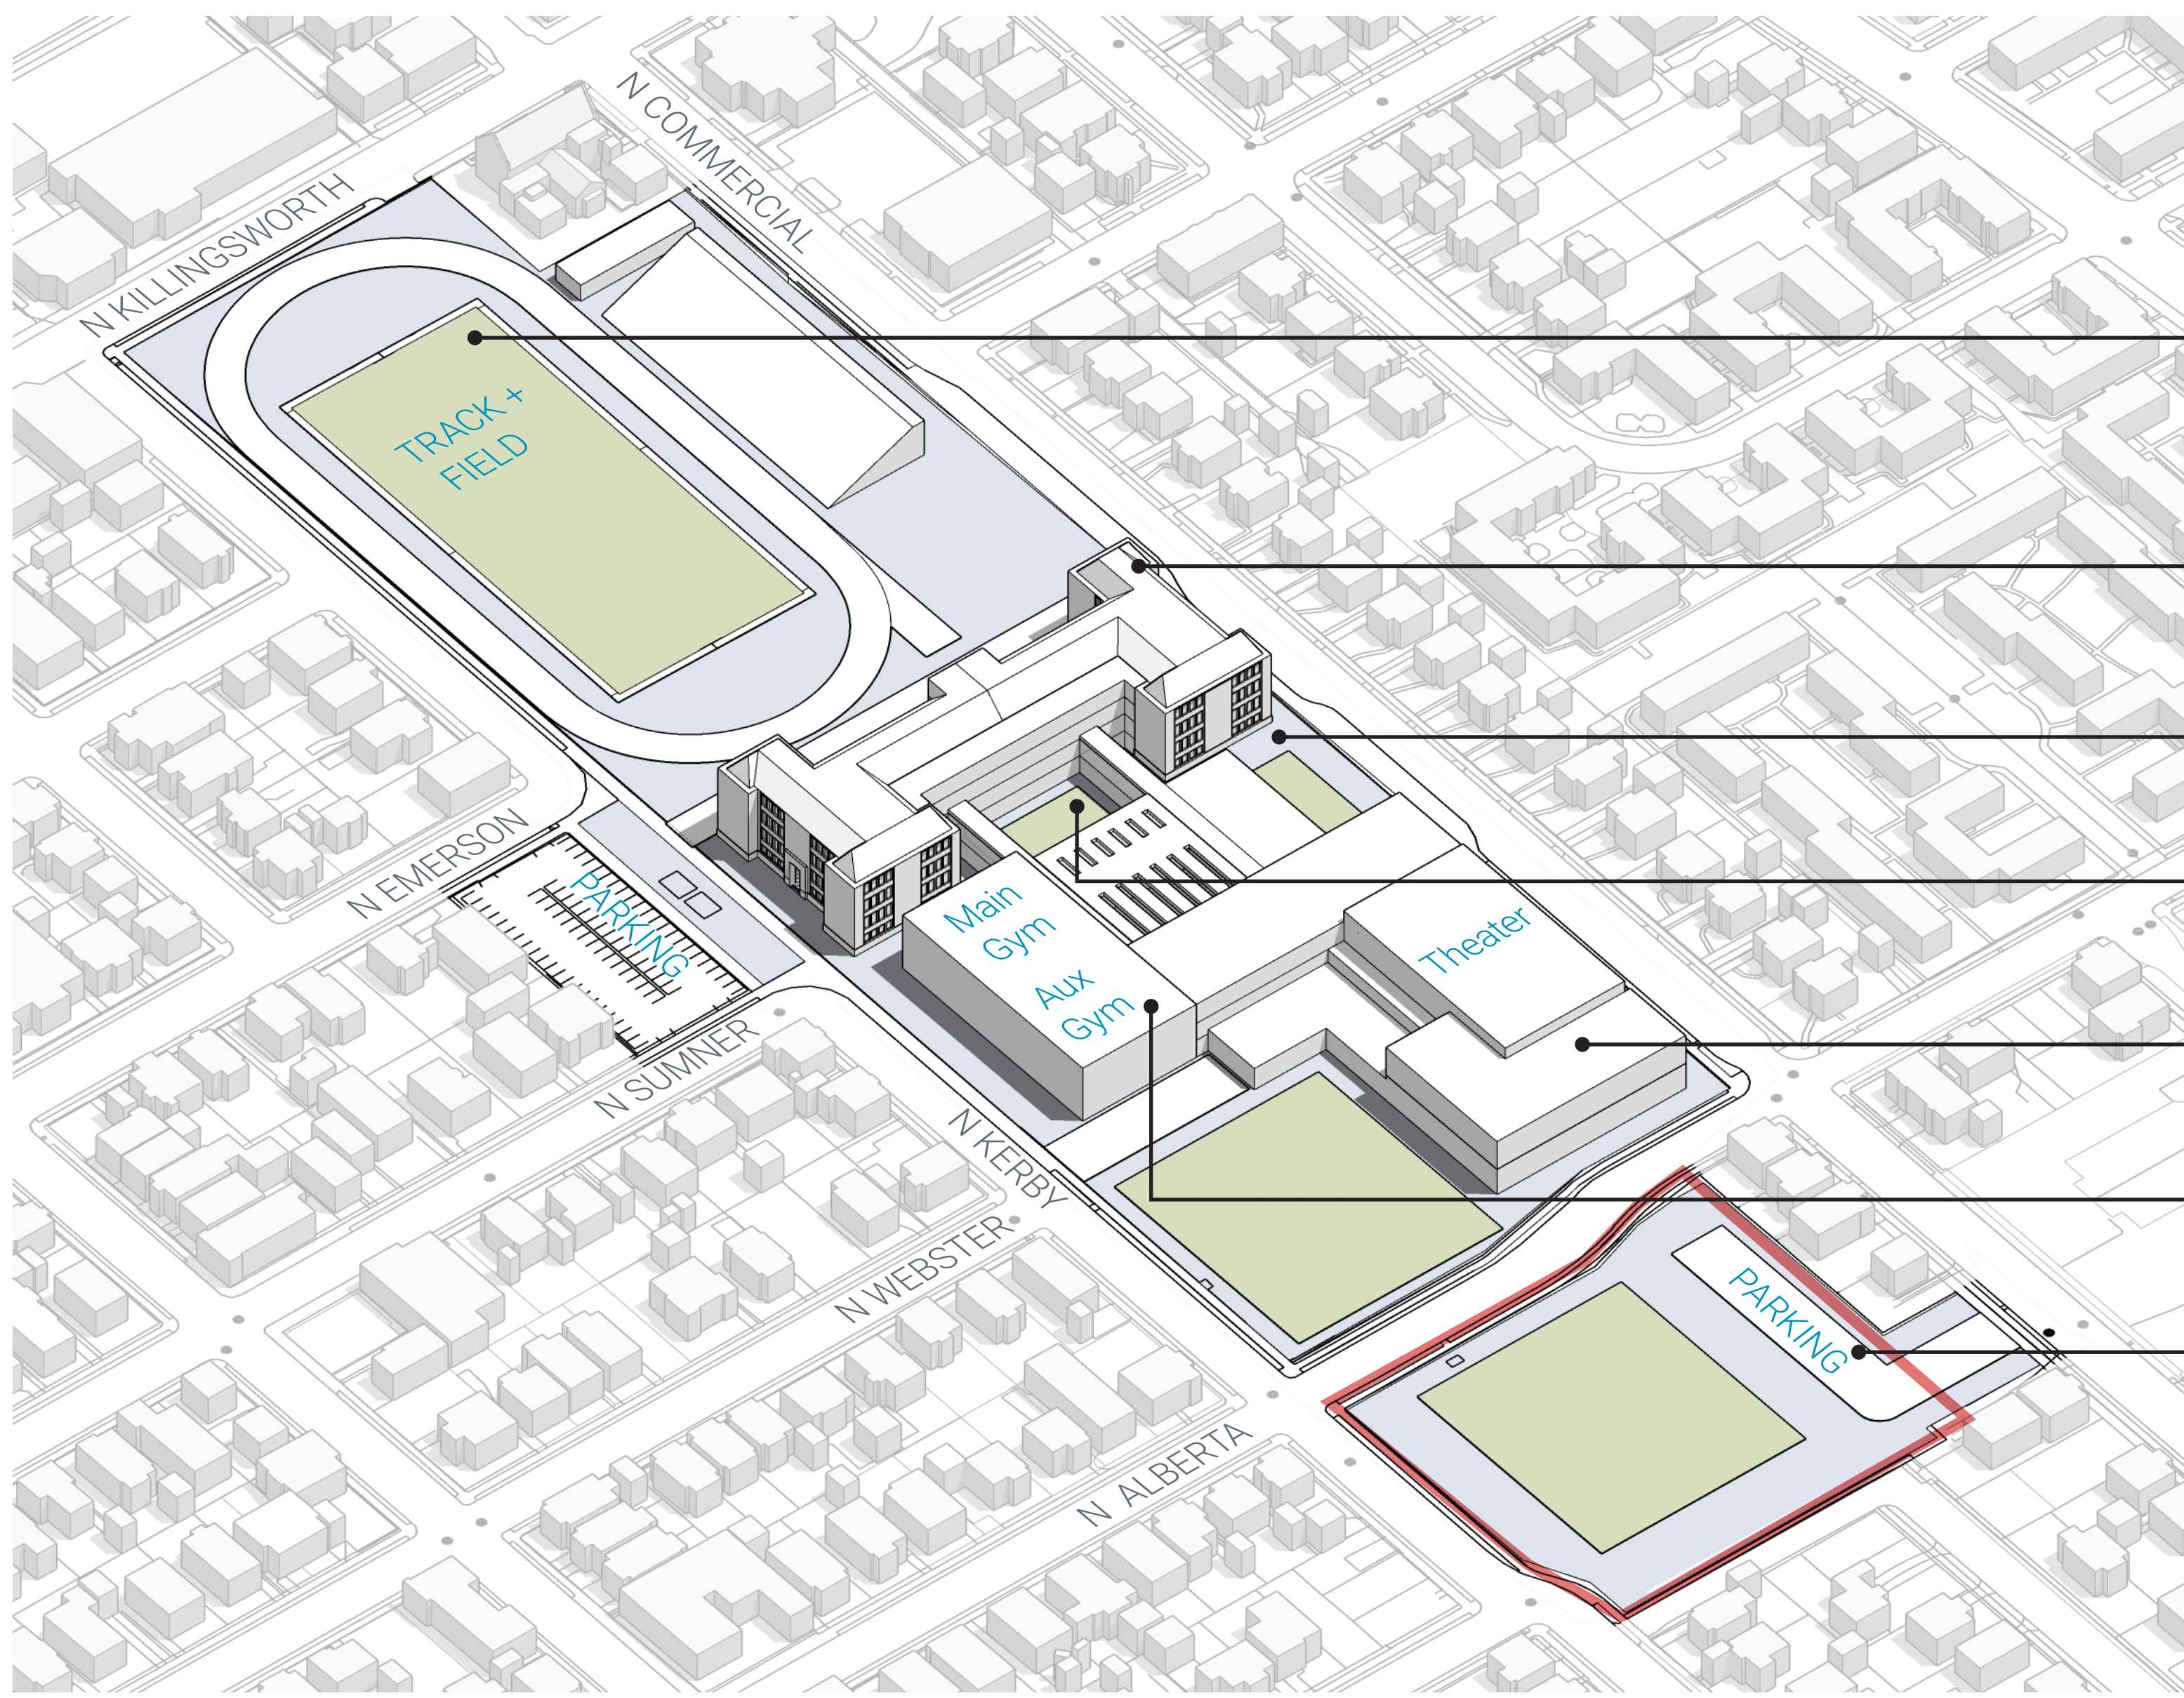 N COMMERCIAL
N KILLINGSWORTH
TRACK +
FIELD
N EMERSON
PARKING
Main
Gym
Aux
Gym
Theater
N SUMNER
N KERBY
N WEBSTER
PARKING
N ALBERTA